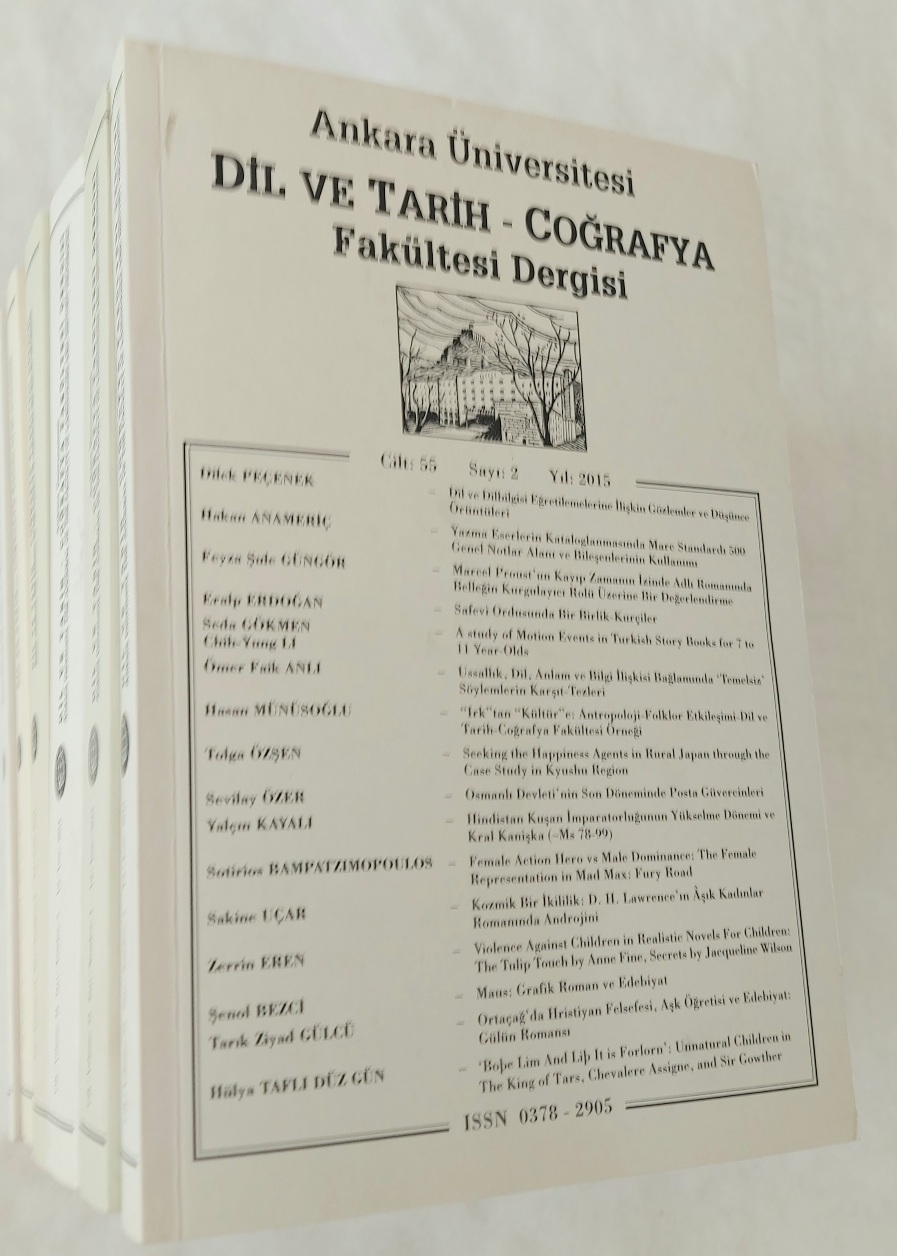 Ankara Üniversitesi
DİL VE TARİH - COĞRAFYA
Fakültesi Dergisi
Cilt: 55 Sayı: 2 Yıl: 2015
Dilek PEÇENEK – Dil ve Dilbilgisi Eğretilemelerine İlişkin Gözlemler ve Düşünce
Örüntüleri
Hakan ANAMERİÇ – Yazma Eserlerin Kataloglanmasında Marc Standardı 500
Genel Notlar Alanı ve Bileşenlerinin Kullanımı
Feyza Şule GÜNGÖR – Marcel Proust'un Kayıp Zamanın İzinde Adlı Romanında
Belleğin Kurgulayıcı Rolü Üzerine Bir Değerlendirme
Eralp ERDOĞAN – Safevi Ordusunda Bir Birlik-Kurçiler
Seda GÖKMEN
Chih-Yung LI – A study of Motion Events in Turkish Story Books for 7 to
11 Year-Olds
Ömer Faik ANLI – Ussallık, Dil, Anlam ve Bilgi İlişkisi Bağlamında 'Temelsiz'
Söylemlerin Karşıt-Tezleri
Hasan MÜNÜSOĞLU – "Irk"tan "Kültür"e: Antropoloji-Folklor Etkileşimi-Dil ve
Tarih-Coğrafya Fakültesi Örneği
Tolga ÖZŞEN – Seeking the Happiness Agents in Rural Japan through the
Case Study in Kyushu Region
Sevilay ÖZER – Osmanlı Devleti'nin Son Döneminde Posta Güvercinleri
Yalçın KAYALI – Hindistan Kuşan İmparatorluğunun Yükselme Dönemi ve
Kral Kanişka (~Ms 78-99)
Sotirios BAMPATZIMOPOULOS – Female Action Hero vs Male Dominance: The Female
Representation in Mad Max: Fury Road
Sakine UÇAR – Kozmik Bir İkililik: D. H. Lawrence'ın Âşık Kadınlar
Romanında Androjini
Zerrin EREN – Violence Against Children in Realistic Novels For Children:
The Tulip Touch by Anne Fine, Secrets by Jacqueline Wilson
Şenol BEZCİ – Maus: Grafik Roman ve Edebiyat
Tarık Ziyad GÜLCÜ – Ortaçağ'da Hristiyan Felsefesi, Aşk Öğretisi ve Edebiyat:
Gülün Romansı
Hülya TAFLI DÜZGÜN – 'Boþe Lim And Liþ It is Forlorn': Unnatural Children in
The King of Tars, Chevalere Assigne, and Sir Gowther
ISSN 0378 - 2905